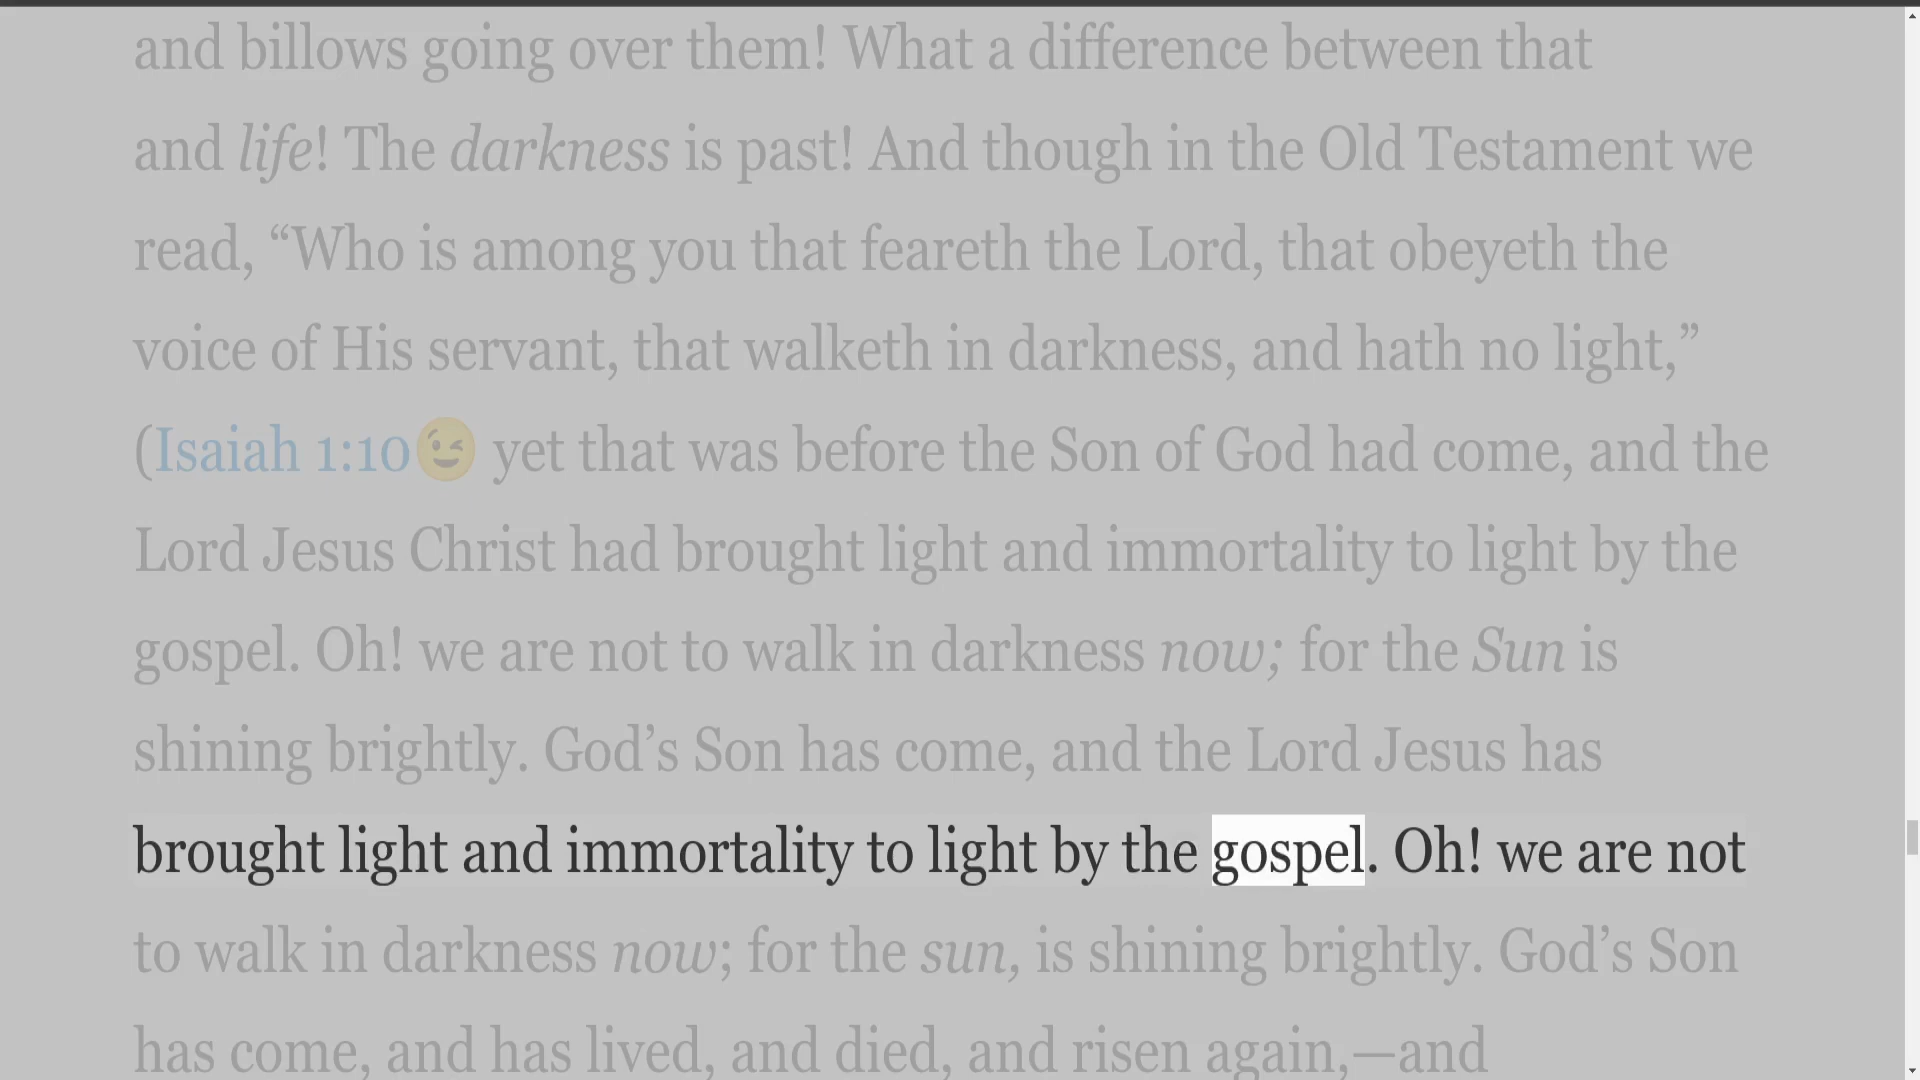 and billows going over them! What a difference between that
and life! The darkness is past! And though in the Old Testament we
read, “Who is among you that feareth the Lord, that obeyeth the
voice of His servant, that walketh in darkness, and hath no light,”
(Isaiah 1:10😉 yet that was before the Son of God had come, and the
Lord Jesus Christ had brought light and immortality to light by the
gospel. Oh! we are not to walk in darkness now; for the Sun is
shining brightly. God’s Son has come, and the Lord Jesus has
brought light and immortality to light by the gospel. Oh! we are not
to walk in darkness now; for the sun, is shining brightly. God’s Son
has come, and has lived, and died, and risen again,—and